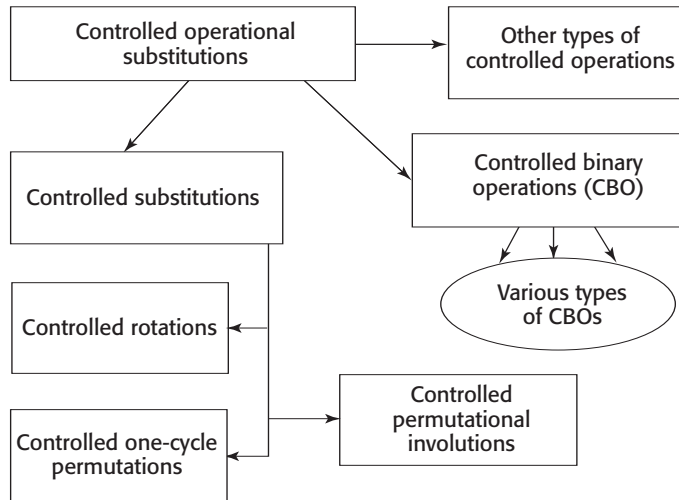 Controlled operational
substitutions
Other types of
controlled operations
Controlled substitutions
Controlled binary
operations (CBO)
Various types
of CBOs
Controlled rotations
Controlled
permutational
involutions
Controlled one-cycle
permutations